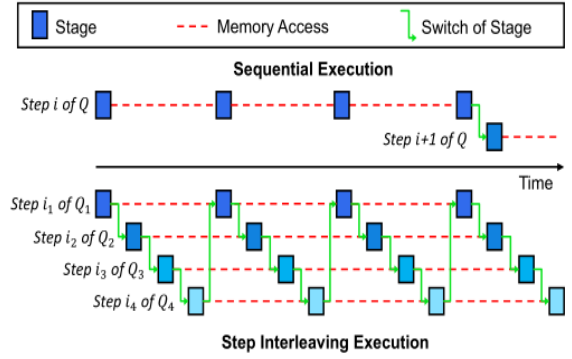 Stage Memory Access Switch of Stage
Sequential Execution
Step i of Q
Step i+1 of Q
Time
Step i₁ of Q₁
Step i₂ of Q₂
Step i₃ of Q₃
Step i₄ of Q₄
Step Interleaving Execution